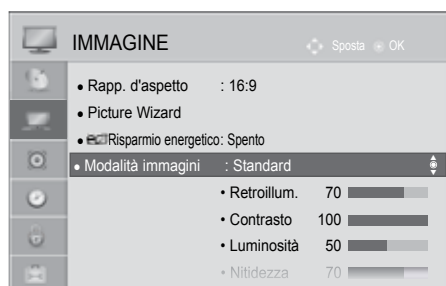 IMMAGINE
Sposta OK
• Rapp. d'aspetto : 16:9
• Picture Wizard
• Risparmio energetico: Spento
• Modalità immagini : Standard
• Retroillum. 70
• Contrasto 100
• Luminosità 50
• Nitidezza 70